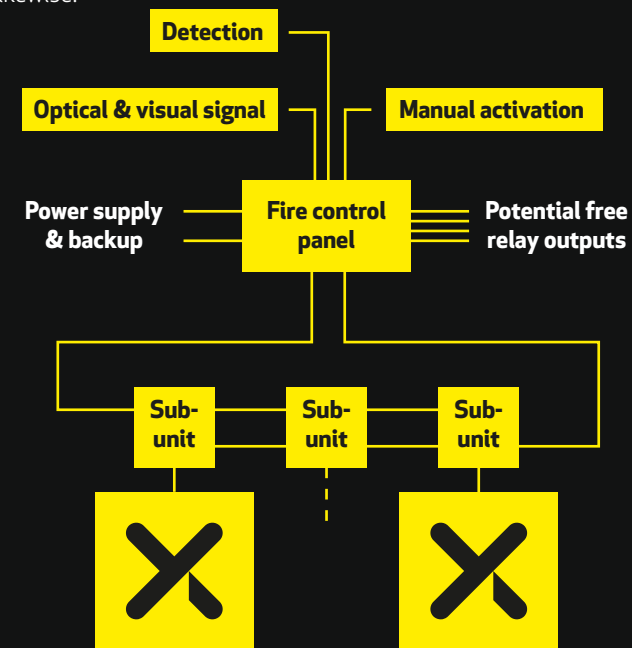 Detection
Optical & visual signal
Manual activation
Power supply
& backup
Fire control
panel
Potential free
relay outputs
Sub-
unit
Sub-
unit
Sub-
unit